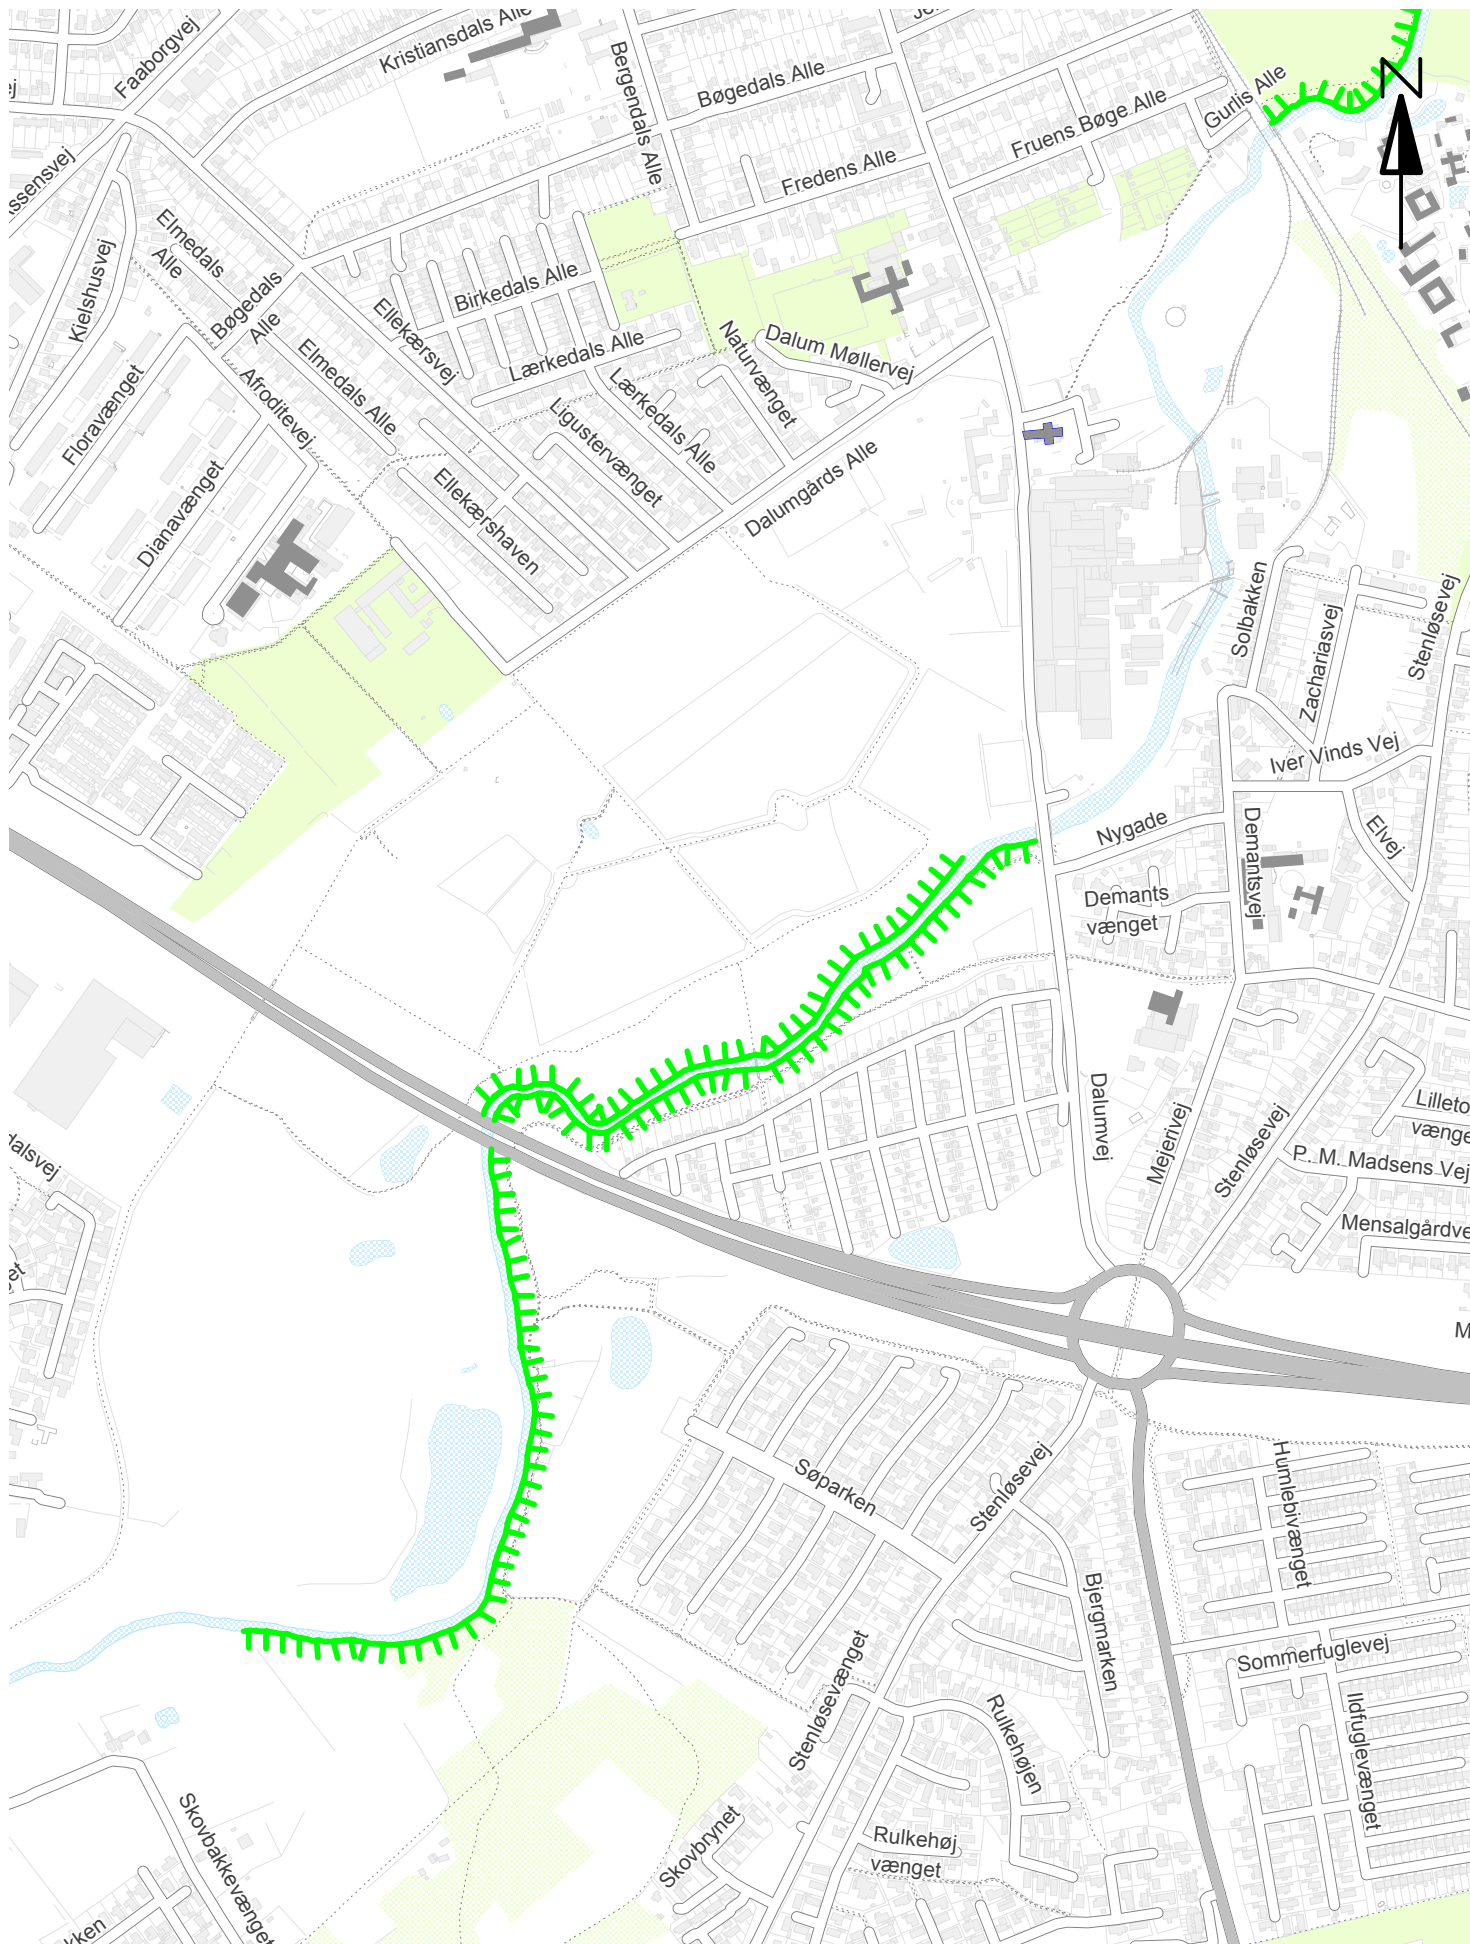 Kristiansdals Alle
Faaborgvej
Bergendals Alle
Bøgedals Alle
Fruens Bøge Alle
Gurlis Alle
N
Fredens Alle
Elmedals
Alle
Kielshusvej
Bøgedals
Alle
Birkedals Alle
Ellekærsvej
Lærkedals Alle
Naturvænget
Dalum Møllervej
Elmedals Alle
Afroditevej
Floravænget
Lærkedals Alle
Ligustervænget
Dalumgårds Alle
Dianavænget
Ellekærshaven
Solbakken
Zachariasvej
Stenløsevej
Iver Vinds Vej
Nygade
Demantsvej
Elvej
Demants
vænget
Dalumvej
Mejerivej
Stenløsevej
P. M. Madsens Vej
Søparken
Stenløsevej
Humlebivænget
Bjergmarken
Sommerfuglevej
Stenløsevænget
Rulkehøjen
Ildfuglevænget
Skovbakkevænget
Skovbrynet
Rulkehøj
vænget